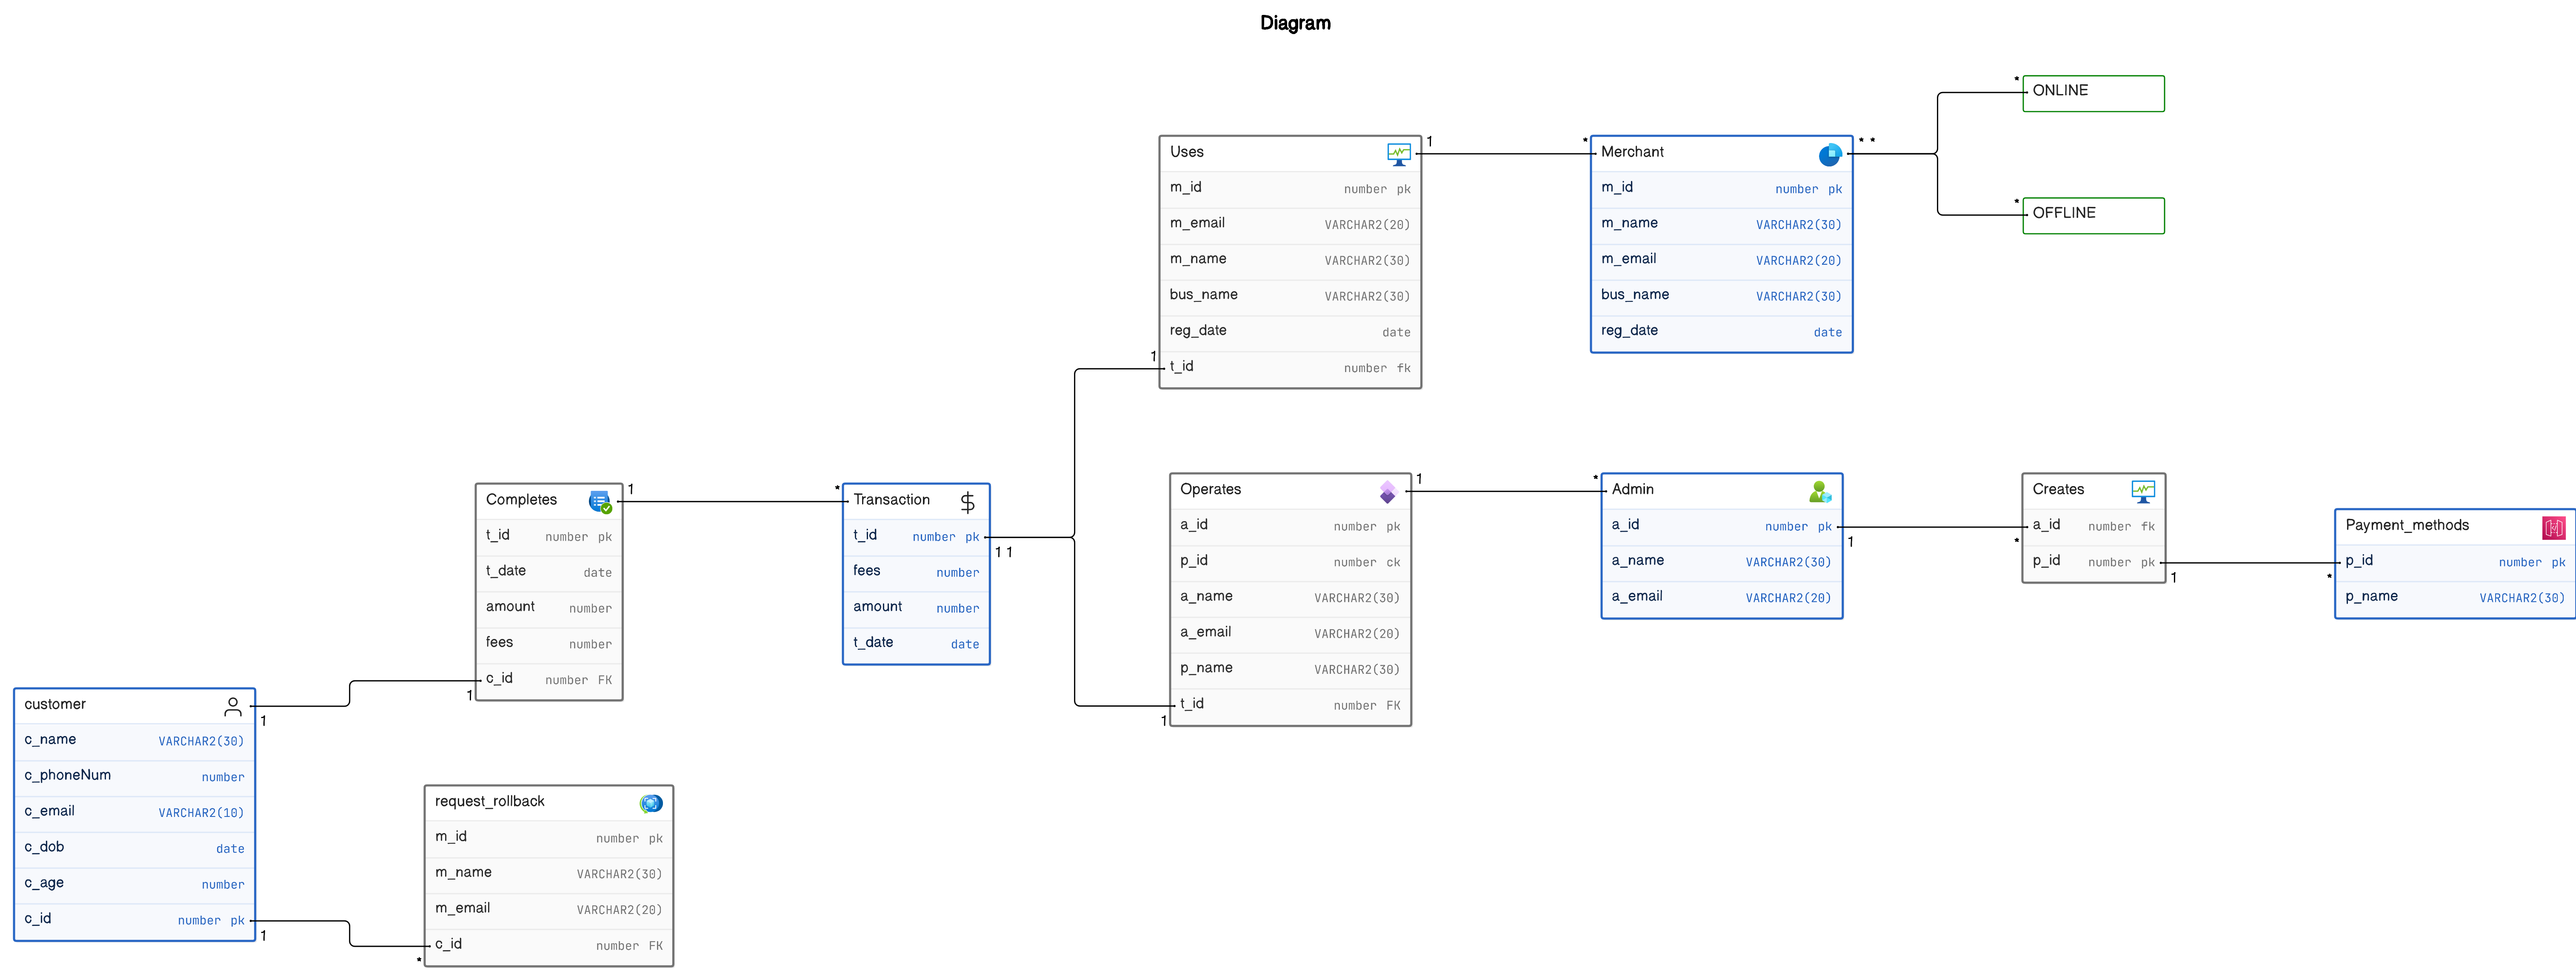 Diagram
*
ONLINE
*
OFFLINE
Uses
1
m_id number pk
m_email VARCHAR2(20)
m_name VARCHAR2(30)
bus_name VARCHAR2(30)
reg_date date
1
t_id number fk
*
Merchant
* *
m_id number pk
m_name VARCHAR2(30)
m_email VARCHAR2(20)
bus_name VARCHAR2(30)
reg_date date
Completes
1
t_id number pk
t_date date
amount number
fees number
c_id number FK
1
*
Transaction
t_id number pk
1 1
fees number
amount number
t_date date
Operates
1
a_id number pk
p_id number ck
a_name VARCHAR2(30)
a_email VARCHAR2(20)
p_name VARCHAR2(30)
t_id number FK
1
*
Admin
a_id number pk
1
a_name VARCHAR2(30)
a_email VARCHAR2(20)
Creates
a_id number fk
*
p_id number pk
1
Payment_methods
p_id number pk
*
p_name VARCHAR2(30)
customer
1
c_name VARCHAR2(30)
c_phoneNum number
c_email VARCHAR2(10)
c_dob date
c_age number
c_id number pk
1
request_rollback
m_id number pk
m_name VARCHAR2(30)
m_email VARCHAR2(20)
c_id number FK
*